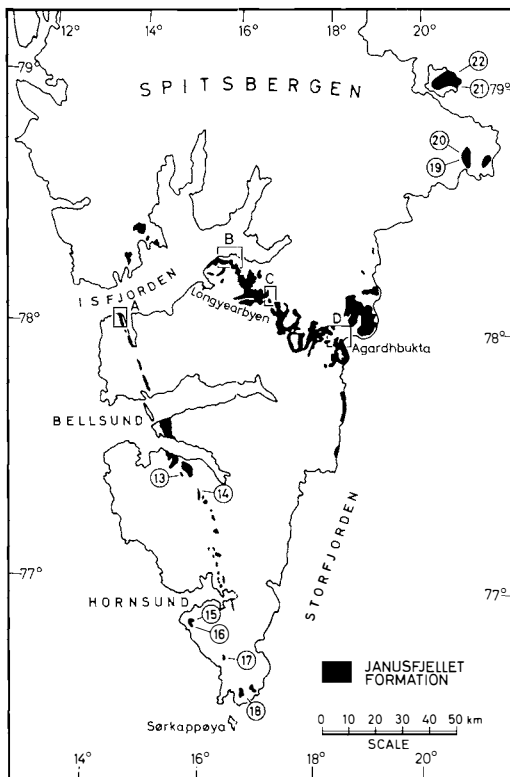 12° 14° 16° 18° 20°
79°
22
79°
21
SPITSBERGEN
20
19
B
C
ISFJORDEN
A
Longyearbyen
78°
D
78°
Agardhbukta
BELLSUND
13
14
STORFJORDEN
77°
77°
HORNSUND
15
16
17
18
Sørkappøya
JANUSFJELLET
FORMATION
0 10 20 30 40 50 km
SCALE
14° 16° 18° 20°